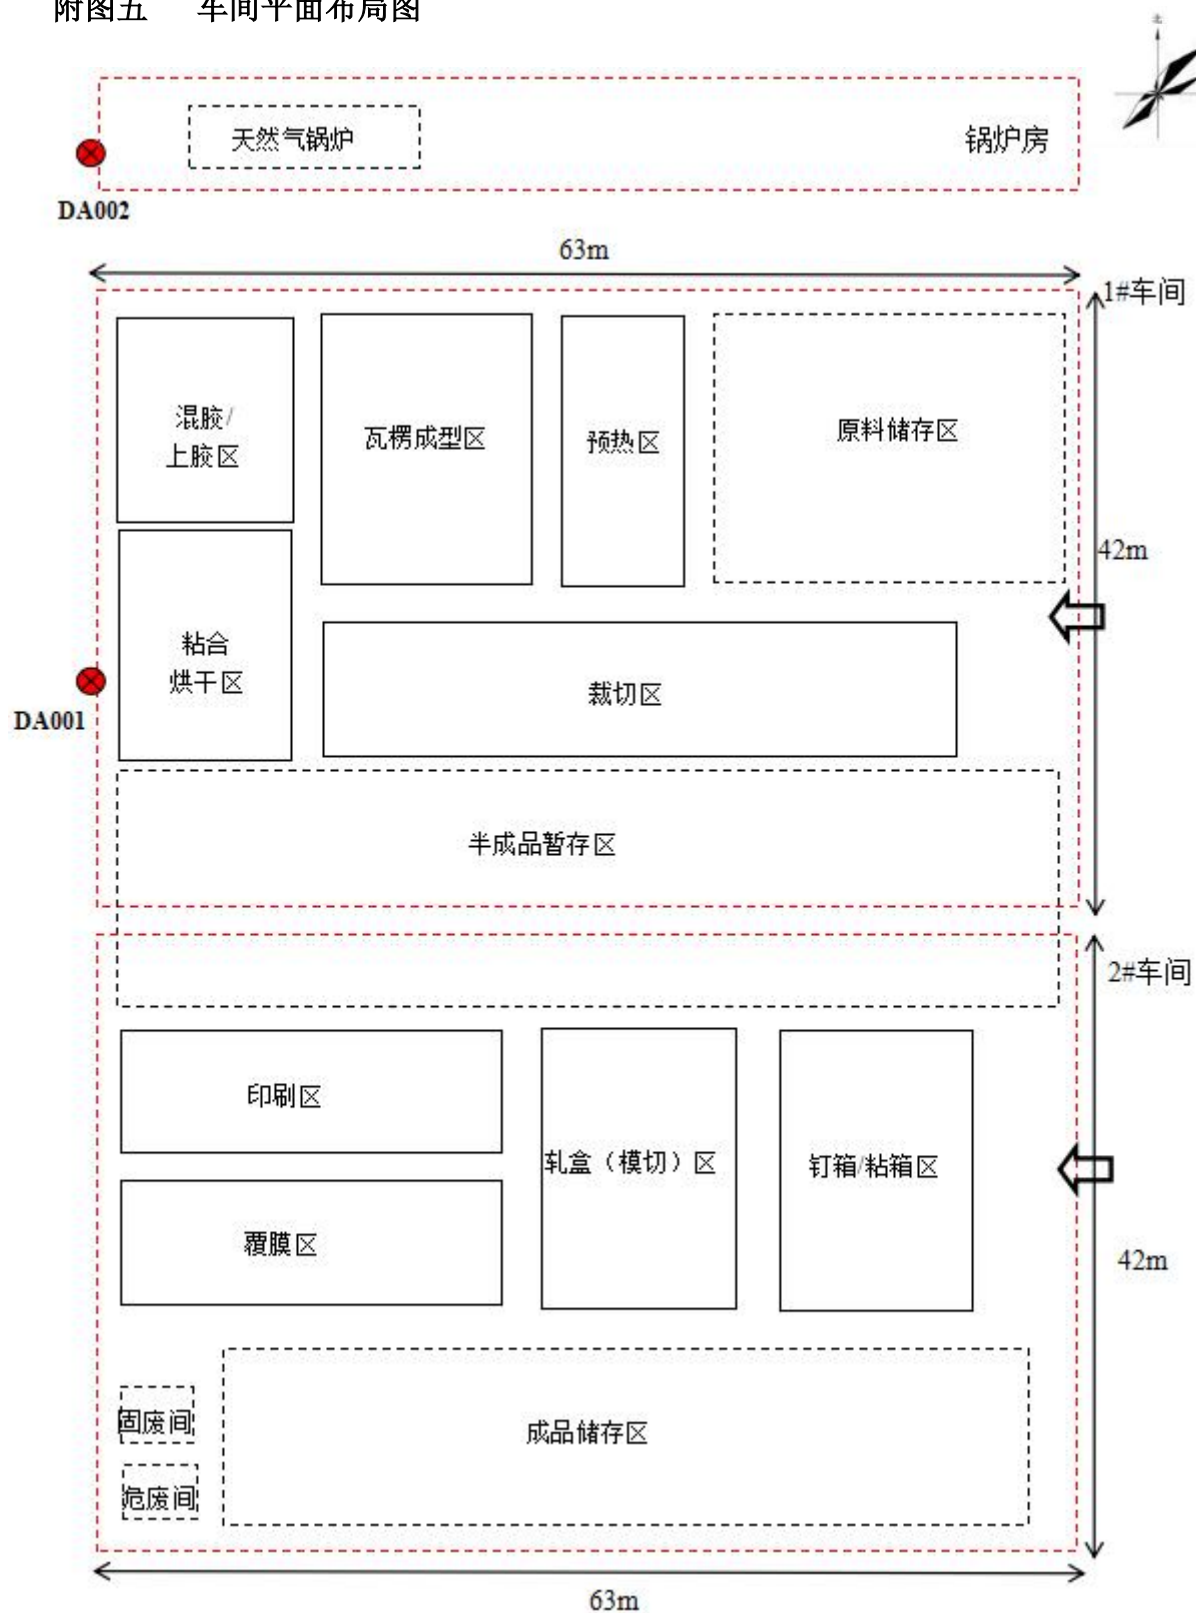 附图五 车间平面布局图
北
天然气锅炉
锅炉房
DA002
63m
1#车间
混胶/
上胶区
瓦楞成型区
预热区
原料储存区
42m
粘合
烘干区
裁切区
DA001
半成品暂存区
2#车间
印刷区
轧盒（模切）区
钉箱/粘箱区
覆膜区
42m
固废间
成品储存区
危废间
63m